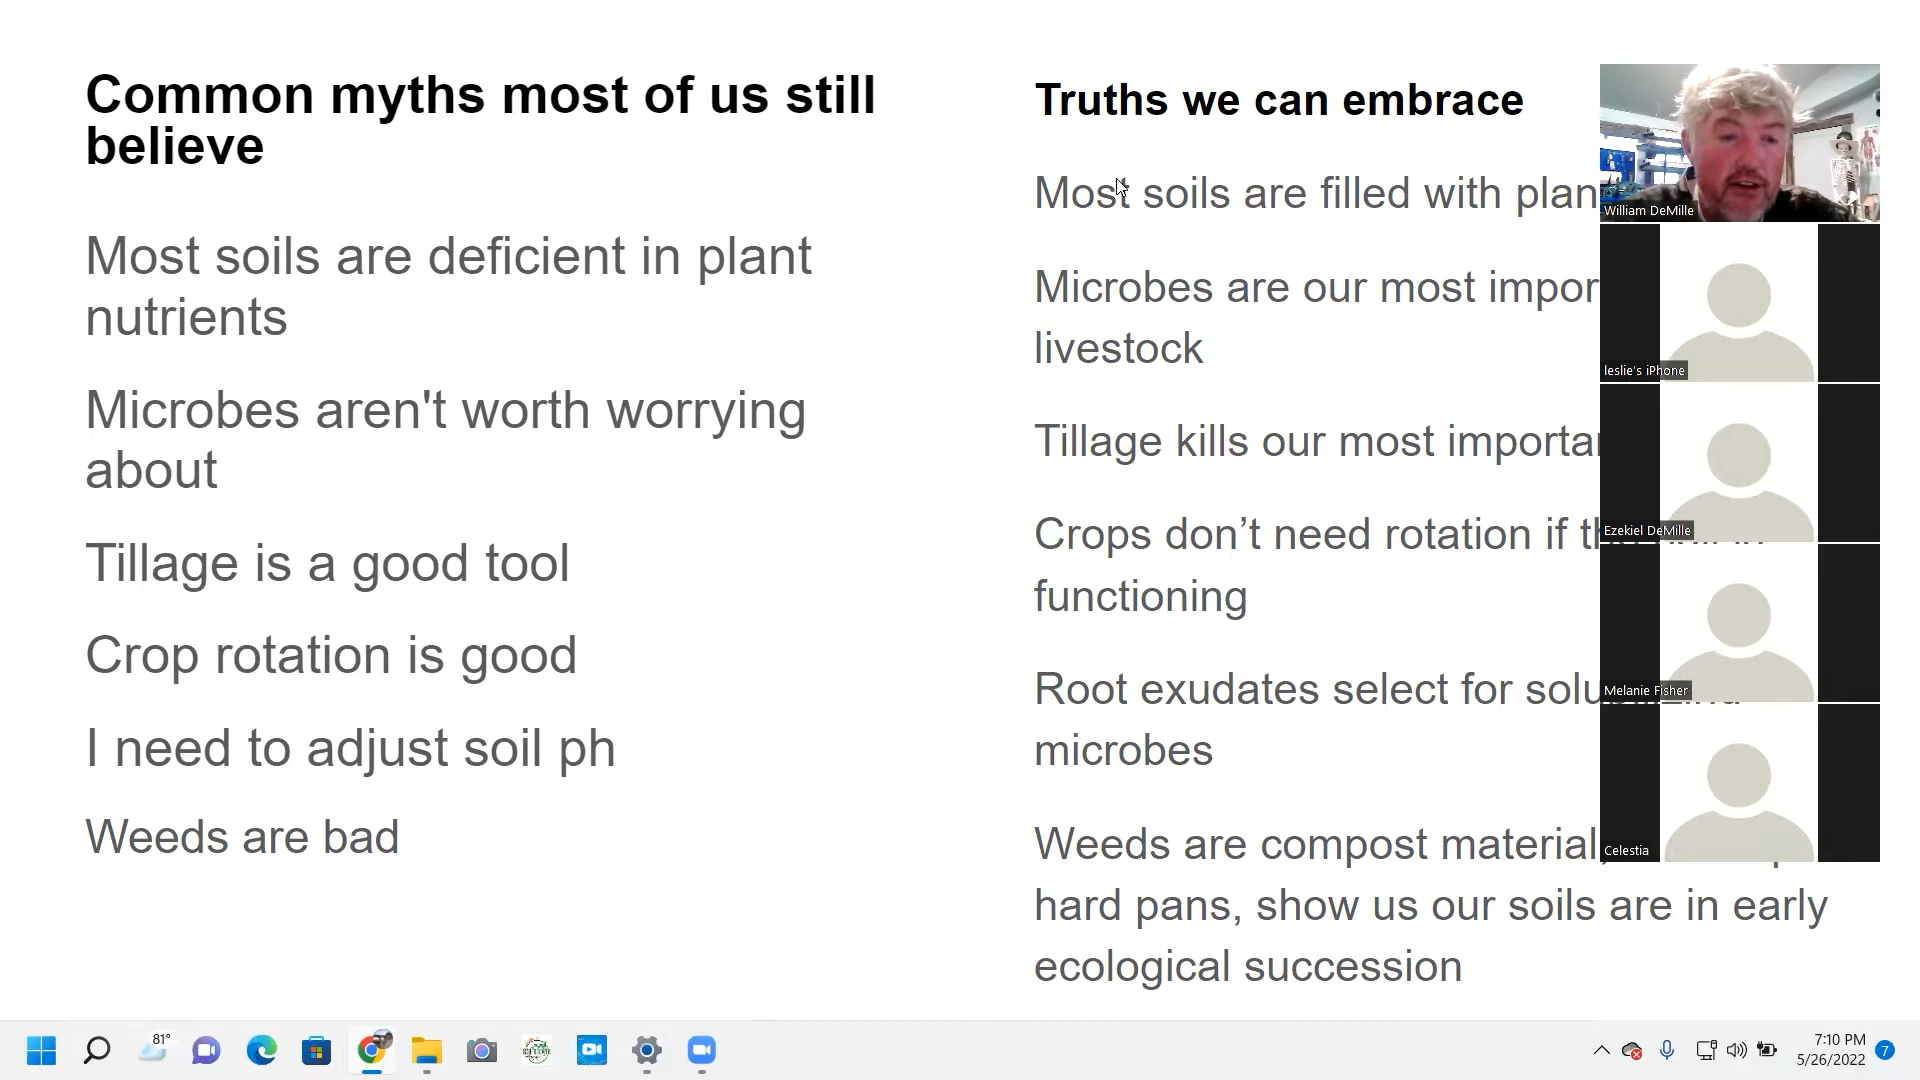 Common myths most of us still
believe
Most soils are deficient in plant
nutrients
Microbes aren't worth worrying
about
Tillage is a good tool
Crop rotation is good
I need to adjust soil ph
Weeds are bad
Truths we can embrace
Most soils are filled with plan
Microbes are our most impor
livestock
Tillage kills our most importa
Crops don’t need rotation if
functioning
Root exudates select for
microbes
Weeds are compost material,
hard pans, show us our soils are in early
ecological succession
William DeMille
leslie's iPhone
Ezekiel DeMille
Melanie Fisher
Celestia
81°
7:10 PM
5/26/2022
7